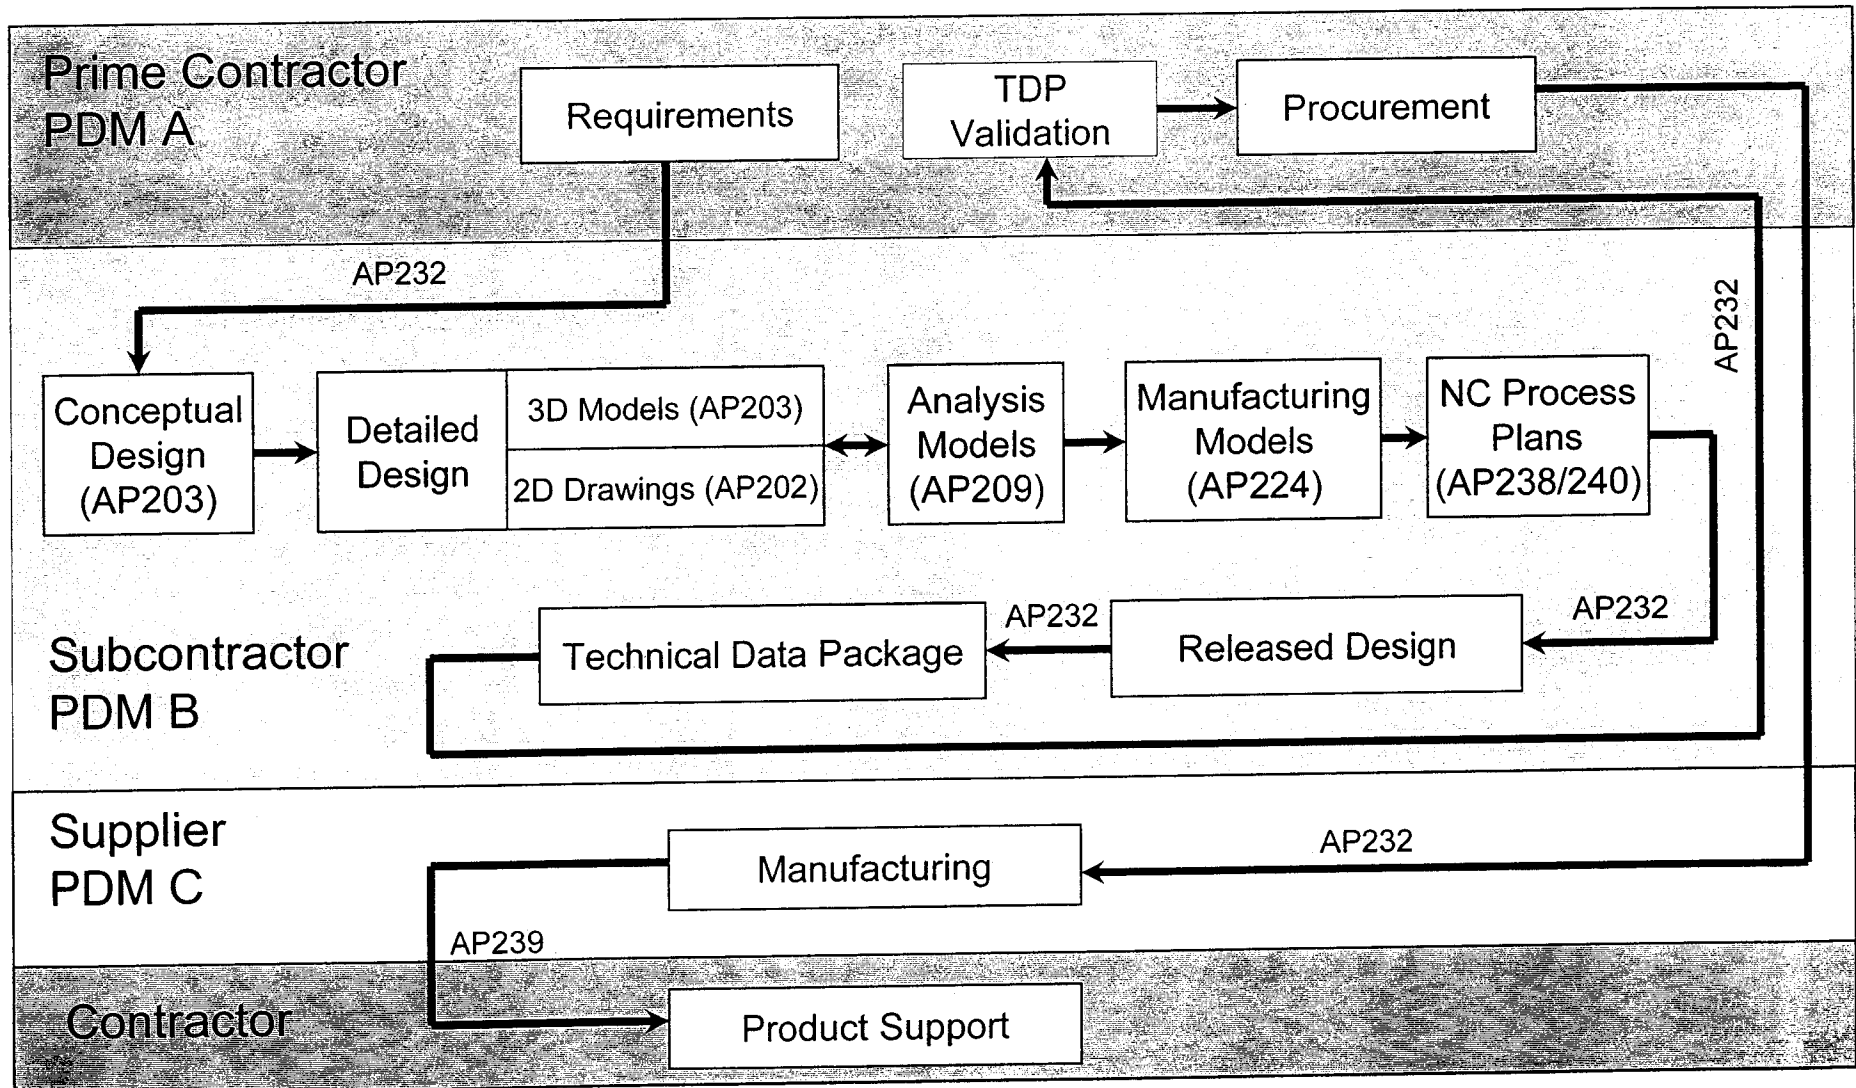 Prime Contractor
PDM A
Requirements
TDP
Validation
Procurement
AP232
AP232
Conceptual
Design
(AP203)
Detailed
Design
3D Models (AP203)
2D Drawings (AP202)
Analysis
Models
(AP209)
Manufacturing
Models
(AP224)
NC Process
Plans
(AP238/240)
Subcontractor
PDM B
Technical Data Package
AP232
Released Design
AP232
Supplier
PDM C
Manufacturing
AP232
AP239
Contractor
Product Support